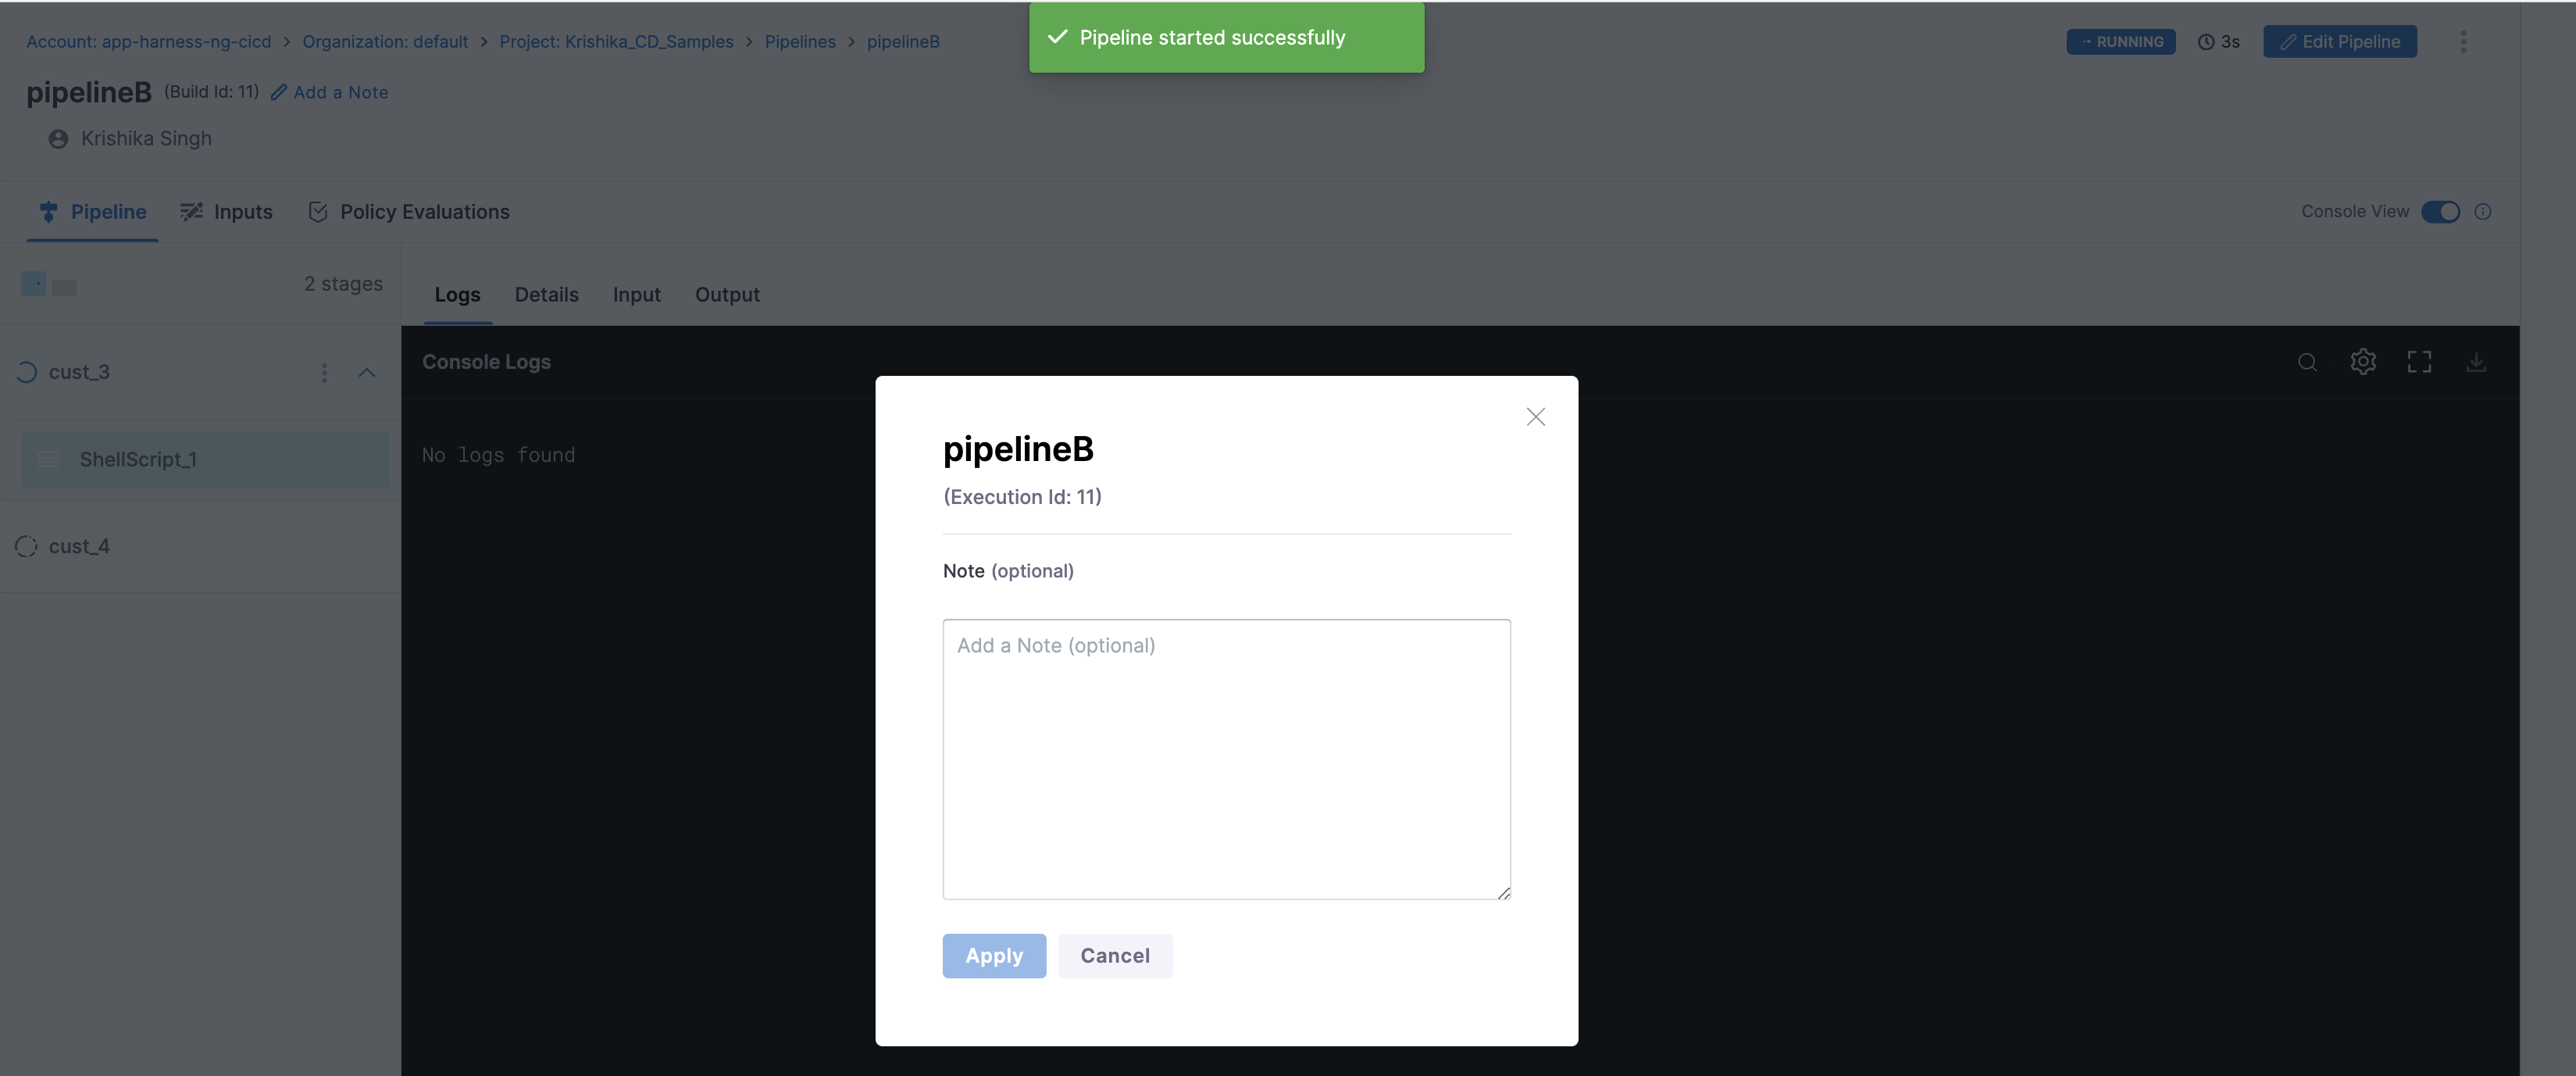 Pipeline started successfully
Account: app-harness-ng-cicd > Organization: default > Project: Krishika_CD_Samples > Pipelines > pipelineB
RUNNING 3s Edit Pipeline
pipelineB (Build Id: 11) Add a Note
Krishika Singh
Pipeline Inputs Policy Evaluations
Console View
2 stages
Logs Details Input Output
cust_3
ShellScript_1
cust_4
Console Logs
No logs found
pipelineB
(Execution Id: 11)
Note (optional)
Add a Note (optional)
Apply Cancel